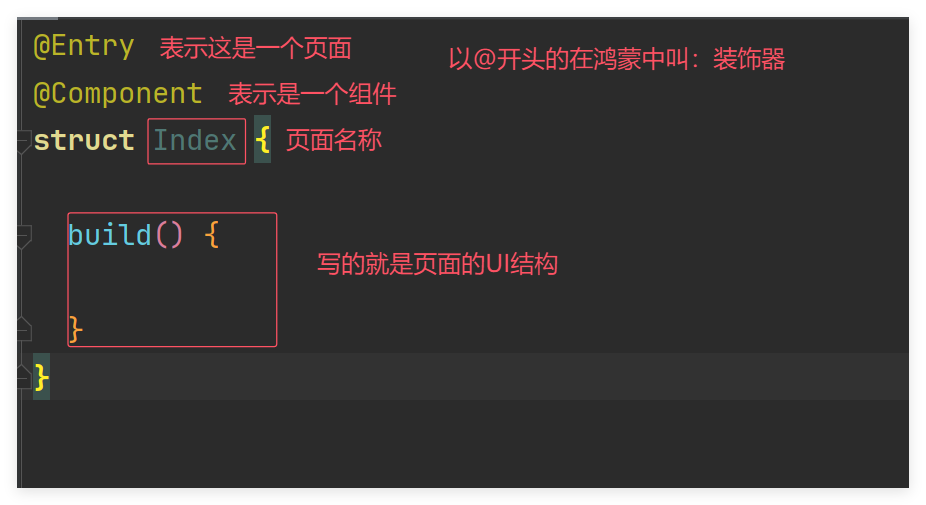 @Entry 表示这是一个页面 以@开头的在鸿蒙中叫：装饰器
@Component 表示是一个组件
struct Index { 页面名称
build() {
写的就是页面的UI结构
}
}